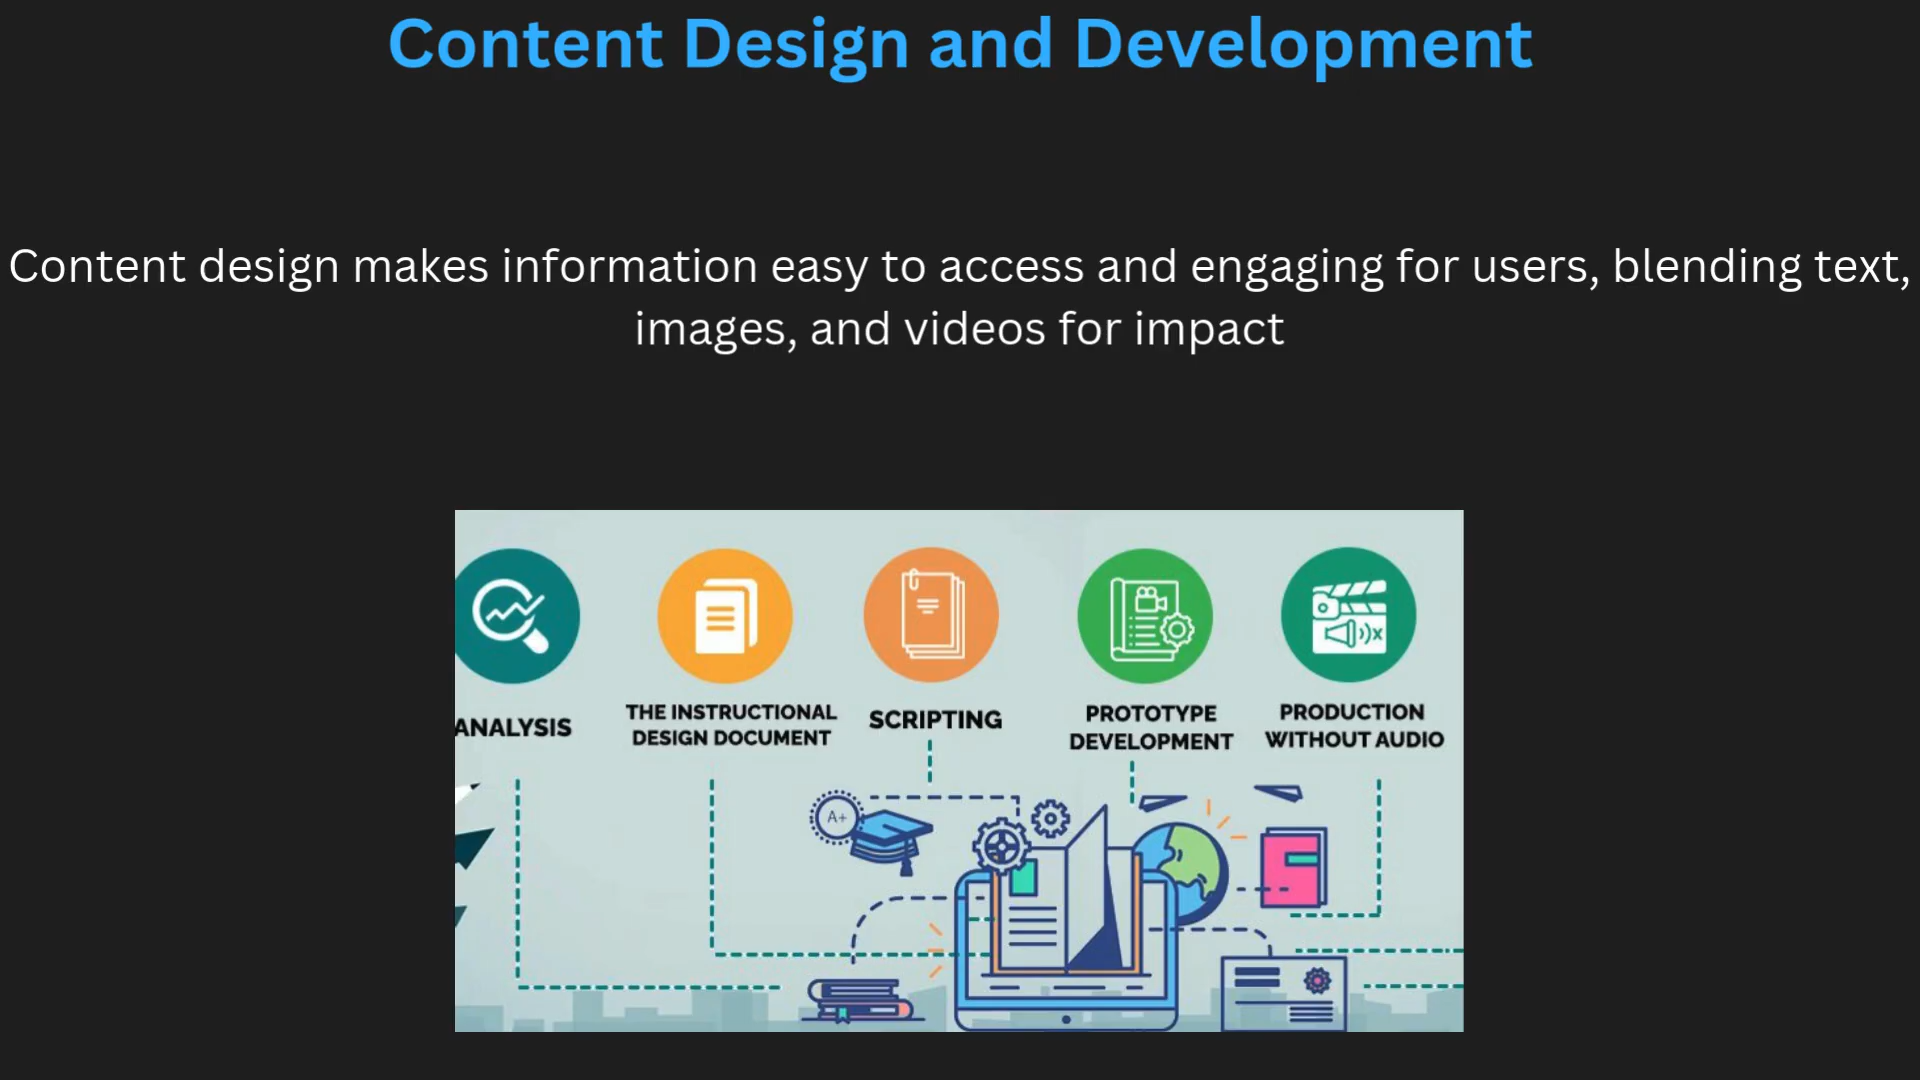 Content Design and Development
Content design makes information easy to access and engaging for users, blending text,
images, and videos for impact
ANALYSIS
THE INSTRUCTIONAL
DESIGN DOCUMENT
SCRIPTING
PROTOTYPE
DEVELOPMENT
PRODUCTION
WITHOUT AUDIO
A+